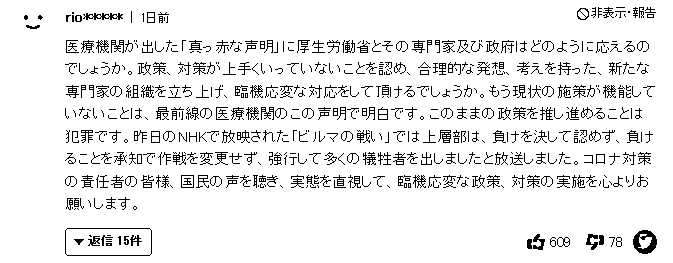 rio***** | 1日前
非表示・報告
医療機関が出した「真っ赤な声明」に厚生労働省とその専門家及び政府はどのように応えるの
でしょうか。政策、対策が上手くいっていないことを認め、合理的な発想、考えを持った、新たな
専門家の組織を立ち上げ、臨機応変な対応をして頂けるでしょうか。もう現状の施策が機能して
いないことは、最前線の医療機関のこの声明で明白です。このままの政策を推し進めることは
犯罪です。昨日のNHKで放映された「ビルマの戦い」では上層部は、負けを決して認めず、負け
ることを承知で作戦を変更せず、強行して多くの犠牲者を出しましたと放送しました。コロナ対策
の責任者の皆様、国民の声を聴き、実態を直視して、臨機応変な政策、対策の実施を心よりお
願いします。
返信 15件
609 78